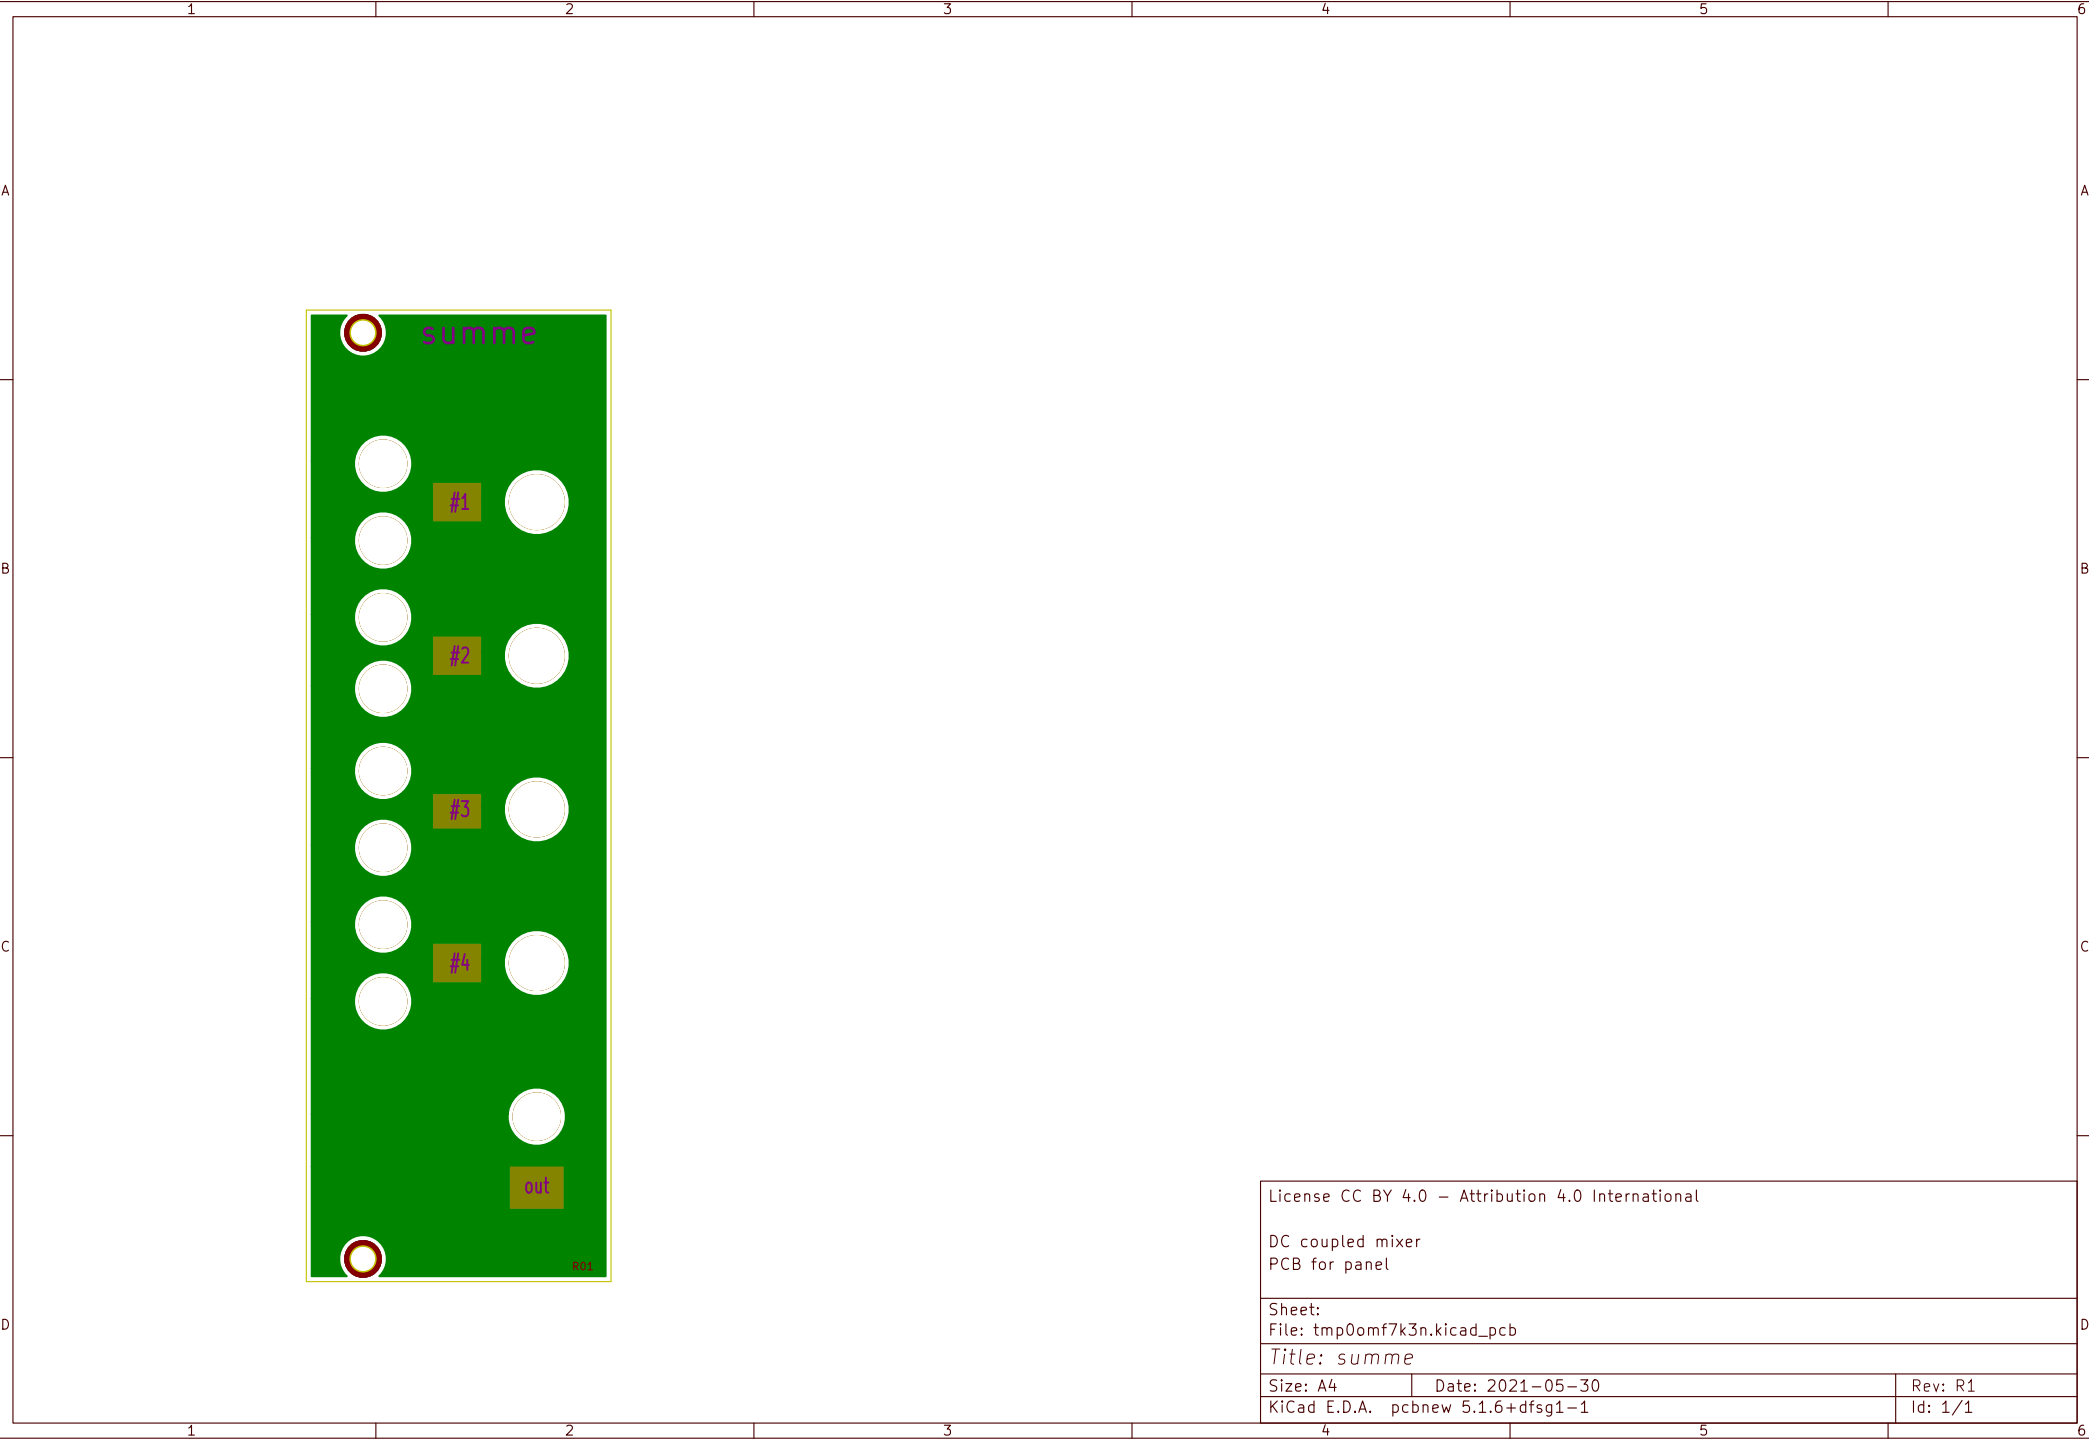 1 2 3 4 5 6
A A
summe
#1
B B
#2
#3
C C
#4
out
License CC BY 4.0 – Attribution 4.0 International
DC coupled mixer
PCB for panel
R01
Sheet:
D D
File: tmp0omf7k3n.kicad_pcb
Title: summe
Size: A4 Date: 2021-05-30 Rev: R1
KiCad E.D.A. pcbnew 5.1.6+dfsg1-1 Id: 1/1
1 2 3 4 5 6